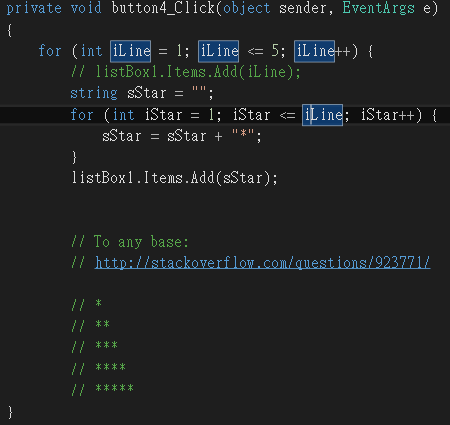 private void button4_Click(object sender, EventArgs e)
{
for (int iLine = 1; iLine <= 5; iLine++) {
// listBox1.Items.Add(iLine);
string sStar = "";
for (int iStar = 1; iStar <= iLine; iStar++) {
sStar = sStar + "*";
}
listBox1.Items.Add(sStar);
// To any base:
// http://stackoverflow.com/questions/923771/
// *
// **
// ***
// ****
// *****
}